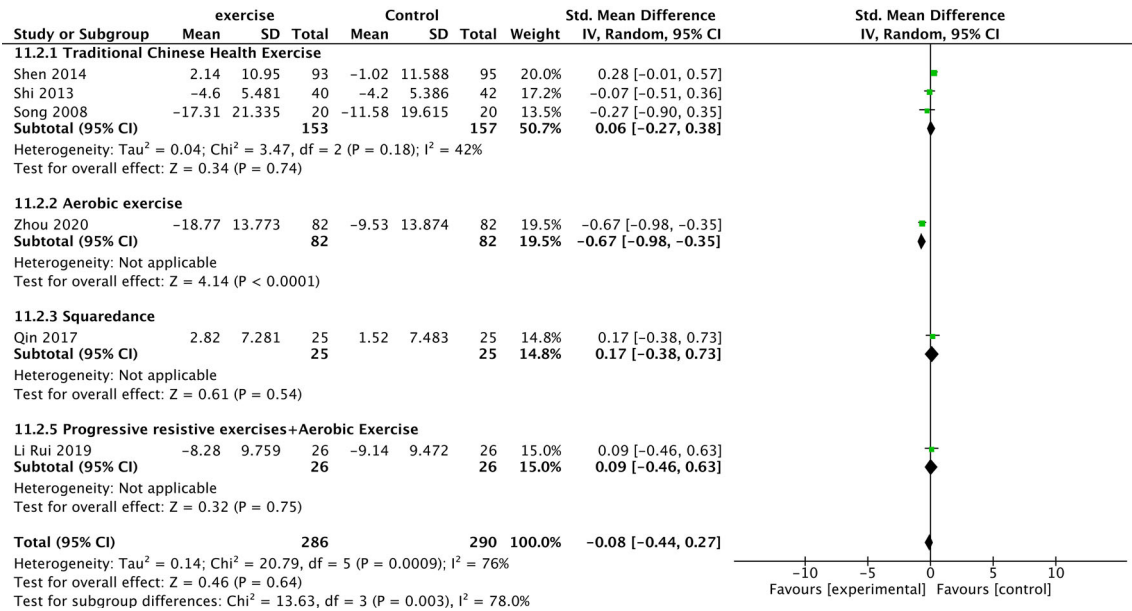 exercise Control Std. Mean Difference Std. Mean Difference
Study or Subgroup Mean SD Total Mean SD Total Weight IV, Random, 95% CI IV, Random, 95% CI
11.2.1 Traditional Chinese Health Exercise
Shen 2014 2.14 10.95 93 −1.02 11.588 95 20.0% 0.28 [−0.01, 0.57]
Shi 2013 −4.6 5.481 40 −4.2 5.386 42 17.2% −0.07 [−0.51, 0.36]
Song 2008 −17.31 21.335 20 −11.58 19.615 20 13.5% −0.27 [−0.90, 0.35]
Subtotal (95% CI) 153 157 50.7% 0.06 [−0.27, 0.38]
Heterogeneity: Tau² = 0.04; Chi² = 3.47, df = 2 (P = 0.18); I² = 42%
Test for overall effect: Z = 0.34 (P = 0.74)
11.2.2 Aerobic exercise
Zhou 2020 −18.77 13.773 82 −9.53 13.874 82 19.5% −0.67 [−0.98, −0.35]
Subtotal (95% CI) 82 82 19.5% −0.67 [−0.98, −0.35]
Heterogeneity: Not applicable
Test for overall effect: Z = 4.14 (P < 0.0001)
11.2.3 Squaredance
Qin 2017 2.82 7.281 25 1.52 7.483 25 14.8% 0.17 [−0.38, 0.73]
Subtotal (95% CI) 25 25 14.8% 0.17 [−0.38, 0.73]
Heterogeneity: Not applicable
Test for overall effect: Z = 0.61 (P = 0.54)
11.2.5 Progressive resistive exercises+Aerobic Exercise
Li Rui 2019 −8.28 9.759 26 −9.14 9.472 26 15.0% 0.09 [−0.46, 0.63]
Subtotal (95% CI) 26 26 15.0% 0.09 [−0.46, 0.63]
Heterogeneity: Not applicable
Test for overall effect: Z = 0.32 (P = 0.75)
Total (95% CI) 286 290 100.0% −0.08 [−0.44, 0.27]
Heterogeneity: Tau² = 0.14; Chi² = 20.79, df = 5 (P = 0.0009); I² = 76%
Test for overall effect: Z = 0.46 (P = 0.64)
Test for subgroup differences: Chi² = 13.63, df = 3 (P = 0.003), I² = 78.0%
−10 −5 0 5 10
Favours [experimental] Favours [control]